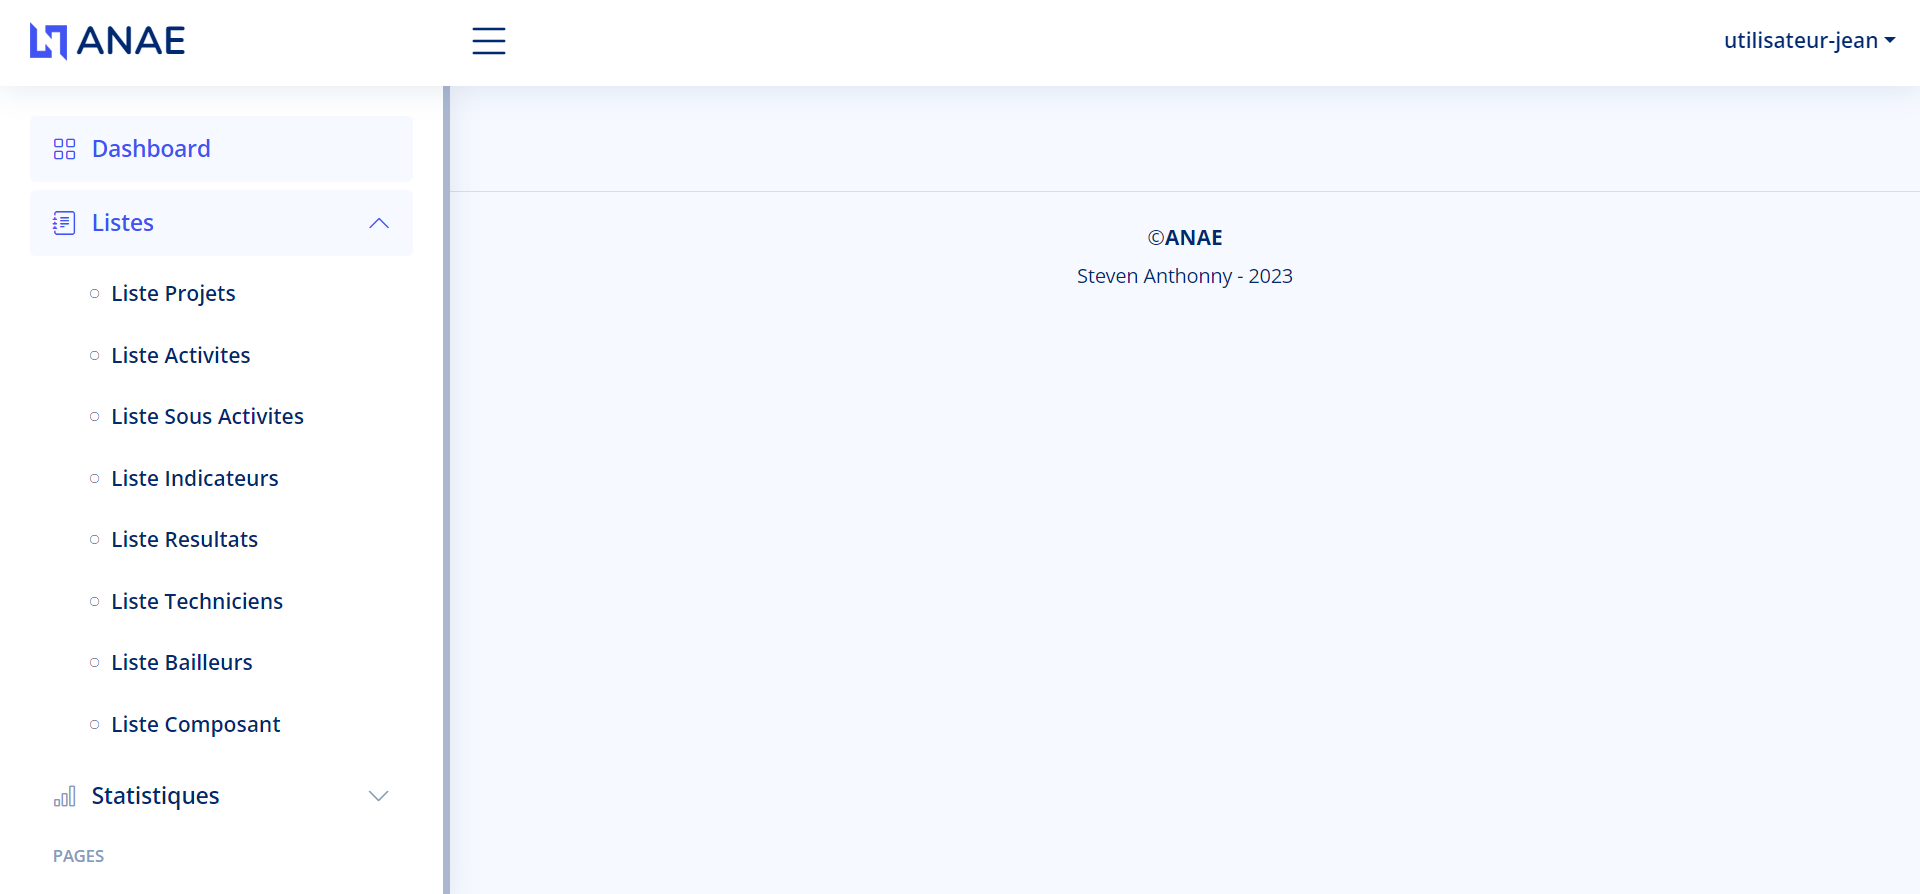 ANAE
utilisateur-jean
Dashboard
Listes
Liste Projets
Liste Activites
Liste Sous Activites
Liste Indicateurs
Liste Resultats
Liste Techniciens
Liste Bailleurs
Liste Composant
Statistiques
PAGES
©ANAE
Steven Anthonny - 2023